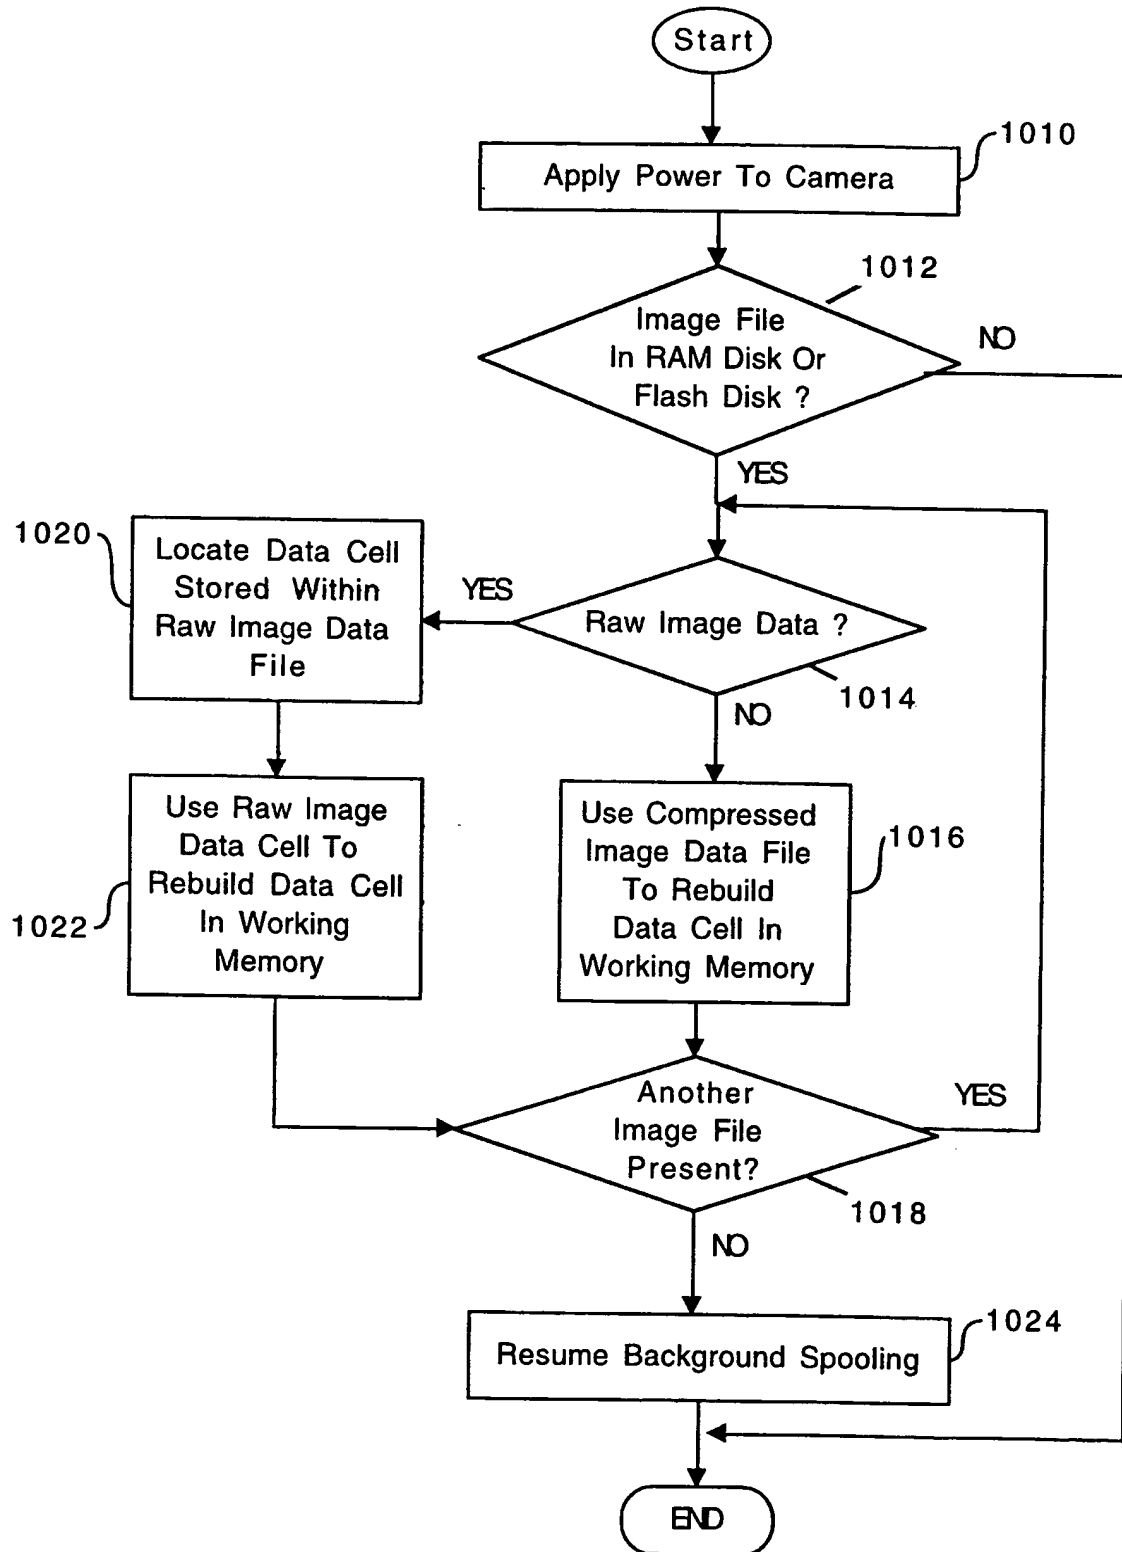 Start
1010
Apply Power To Camera
1012
Image File
In RAM Disk Or
Flash Disk ?
NO
YES
1020
Locate Data Cell
Stored Within
Raw Image Data
File
YES
Raw Image Data ?
1014
NO
Use Raw Image
Data Cell To
Rebuild Data Cell
In Working
Memory
1022
Use Compressed
Image Data File
To Rebuild
Data Cell In
Working Memory
1016
Another
Image File
Present?
YES
1018
NO
1024
Resume Background Spooling
END